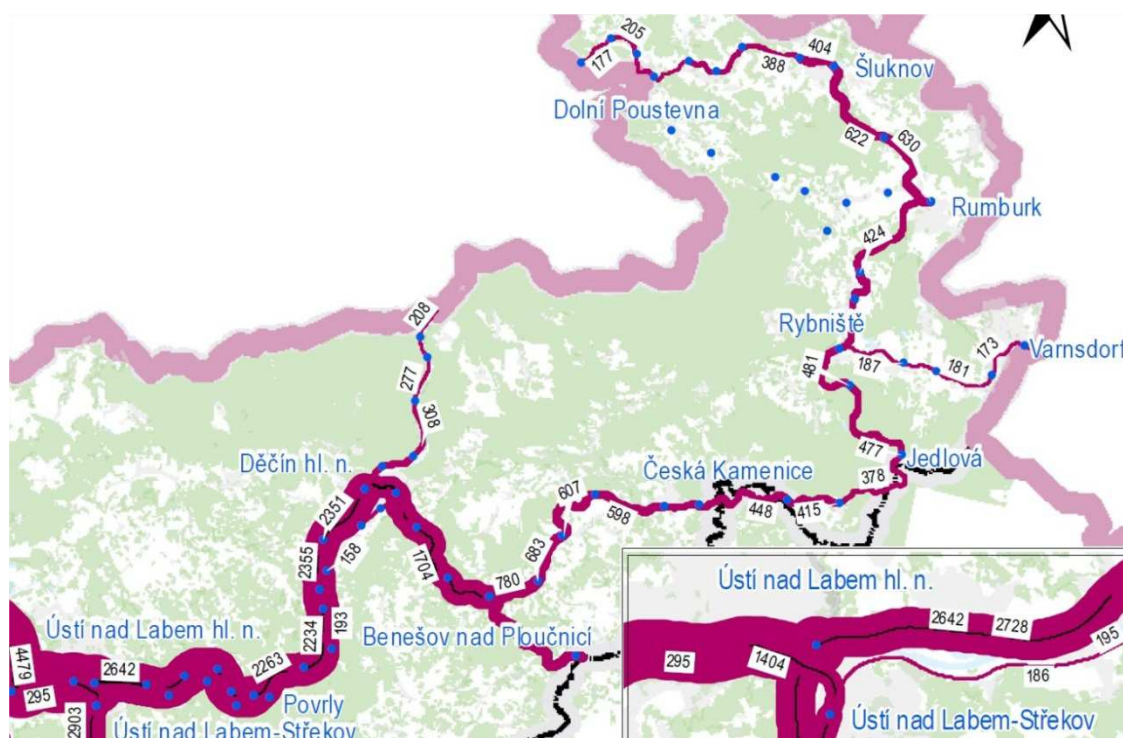 205
177
404
388
Šluknov
Dolní Poustevna
622
630
Rumburk
424
208
Rybniště
187
181
173
Varnsdorf
481
277
308
477
Jedlová
Děčín hl. n.
Česká Kamenice
378
607
598
448
415
2351
2355
158
1704
683
780
Ústí nad Labem hl. n.
2642
2728
Benešov nad Ploučnicí
Ústí nad Labem hl. n.
2234
193
4479
295
2642
2263
Povrly
295
1404
195
186
2903
Ústí nad Labem-Střekov
Ústí nad Labem-Střekov